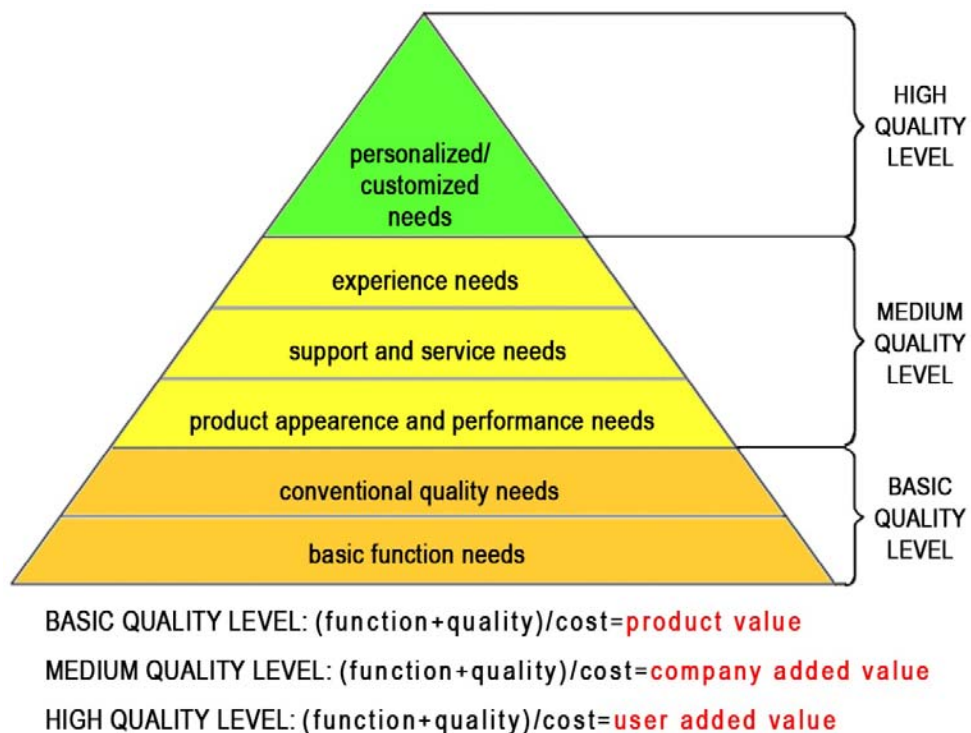 personalized/
customized
needs
HIGH
QUALITY
LEVEL
experience needs
support and service needs
product appearence and performance needs
MEDIUM
QUALITY
LEVEL
conventional quality needs
basic function needs
BASIC
QUALITY
LEVEL
BASIC QUALITY LEVEL: (function+quality)/cost=product value
MEDIUM QUALITY LEVEL: (function+quality)/cost=company added value
HIGH QUALITY LEVEL: (function+quality)/cost=user added value